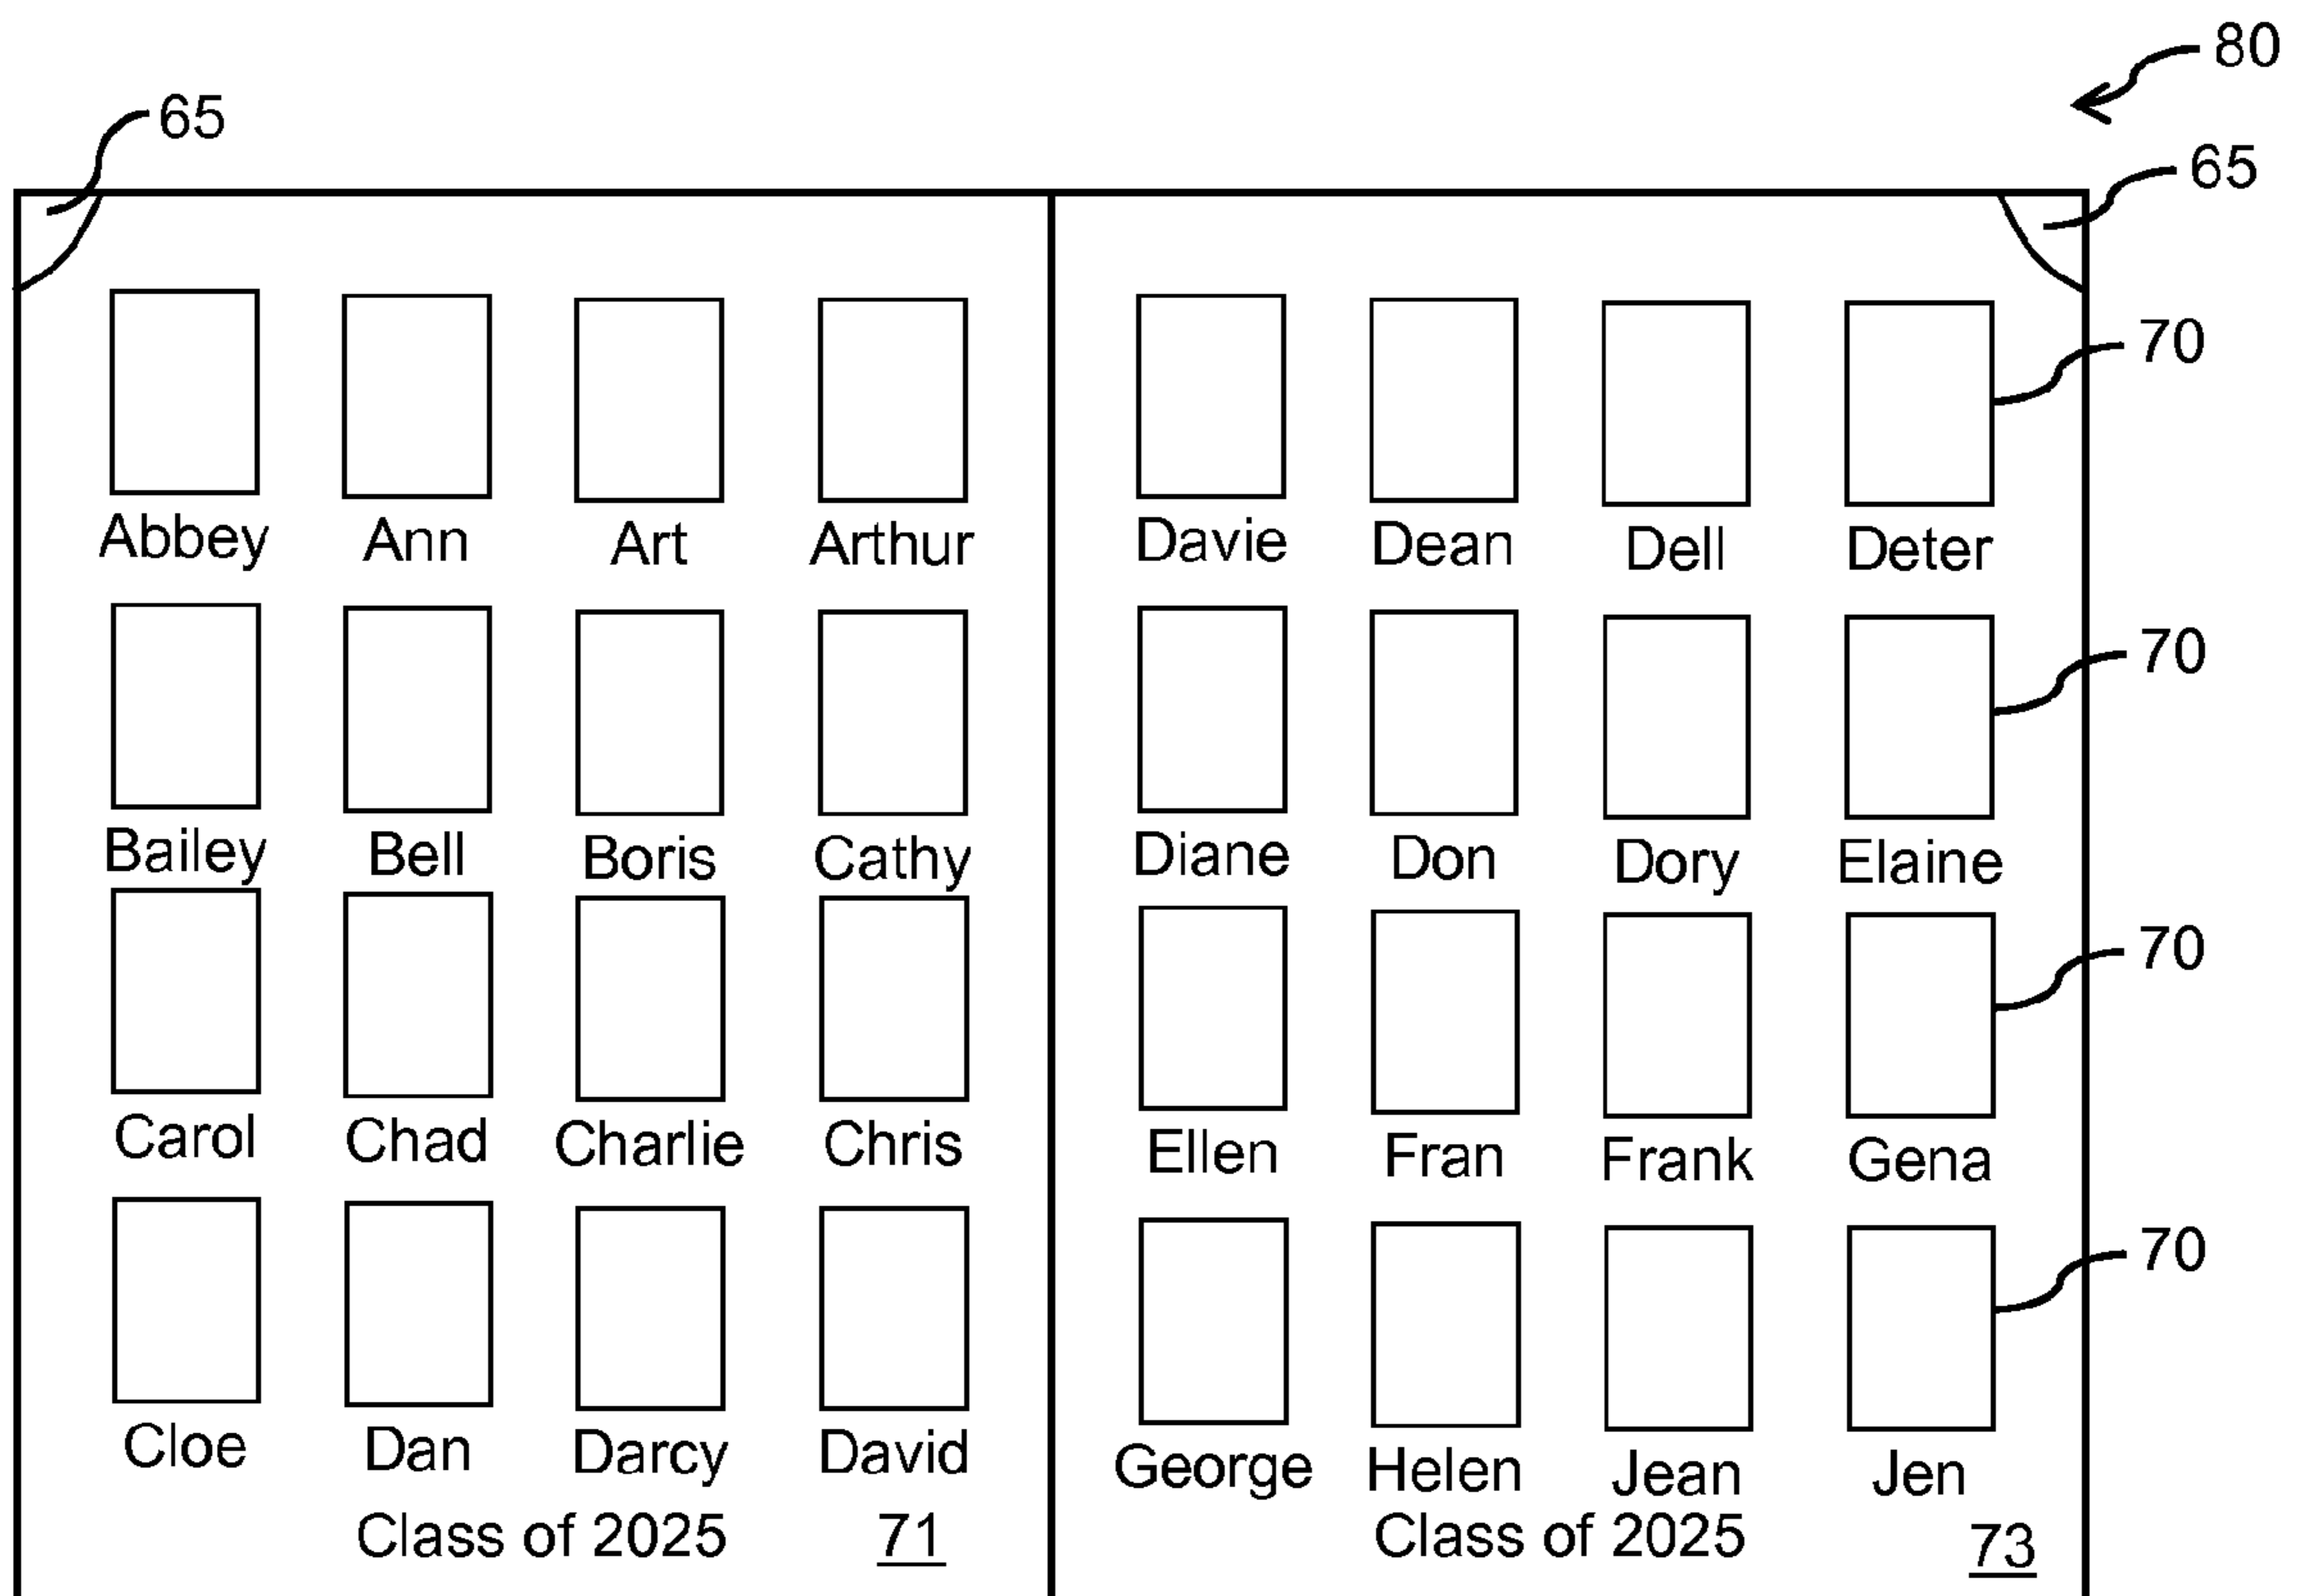 80
65
65
Abbey Ann Art Arthur Davie Dean Dell Deter
70
Bailey Bell Boris Cathy Diane Don Dory Elaine
70
Carol Chad Charlie Chris Ellen Fran Frank Gena
70
Cloe Dan Darcy David George Helen Jean Jen
70
Class of 2025 71 Class of 2025 73